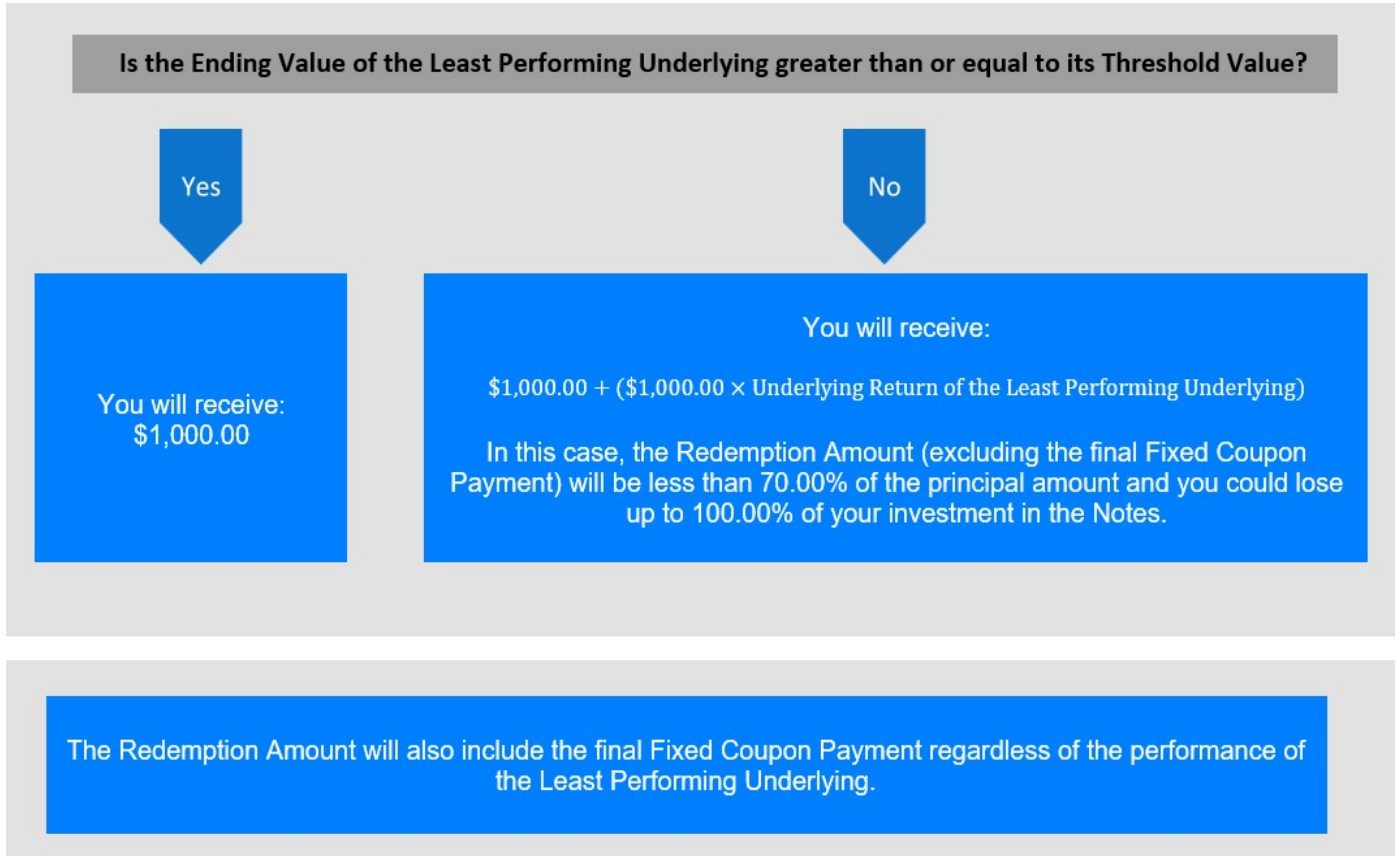 Is the Ending Value of the Least Performing Underlying greater than or equal to its Threshold Value?
Yes
No
You will receive:
$1,000.00
You will receive:
$1,000.00 + ($1,000.00 × Underlying Return of the Least Performing Underlying)
In this case, the Redemption Amount (excluding the final Fixed Coupon
Payment) will be less than 70.00% of the principal amount and you could lose
up to 100.00% of your investment in the Notes.
The Redemption Amount will also include the final Fixed Coupon Payment regardless of the performance of
the Least Performing Underlying.